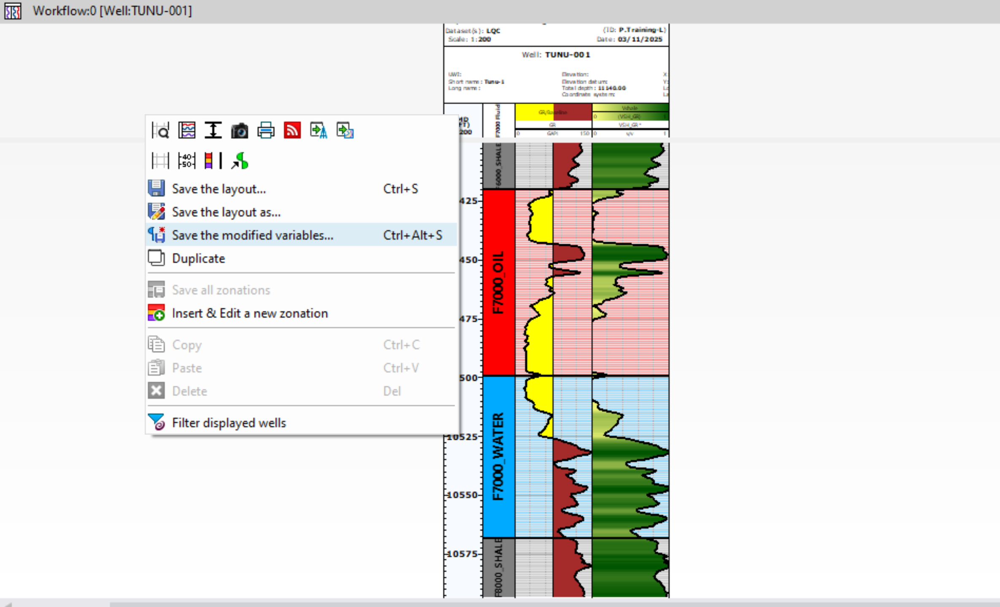 Workflow:0 [Well:TUNU-001]
Dataset(s): LQC
(ID: P.Training-L)
Scale: 1:200
Date: 03/11/2025
Well: TUNU-001
UWI:
Elevation:
X:
Short name: Tunu-1
Elevation datum:
Y:
Long name:
Total depth: 11140.00
Coordinate system:
200
F7000 Fluid
GR/Baseline
GR
0 GAPI 150
Vshale
0 (VSH_GR) 1
VSH_GR *
0 v/v 1
40
50
Save the layout... Ctrl+S
Save the layout as...
Save the modified variables... Ctrl+Alt+S
Duplicate
Save all zonations
Insert & Edit a new zonation
Copy Ctrl+C
Paste Ctrl+V
Delete Del
Filter displayed wells
F6000_SHALE
425
450
F7000_OIL
475
500
10525
F7000_WATER
10550
10575
F8000_SHALE